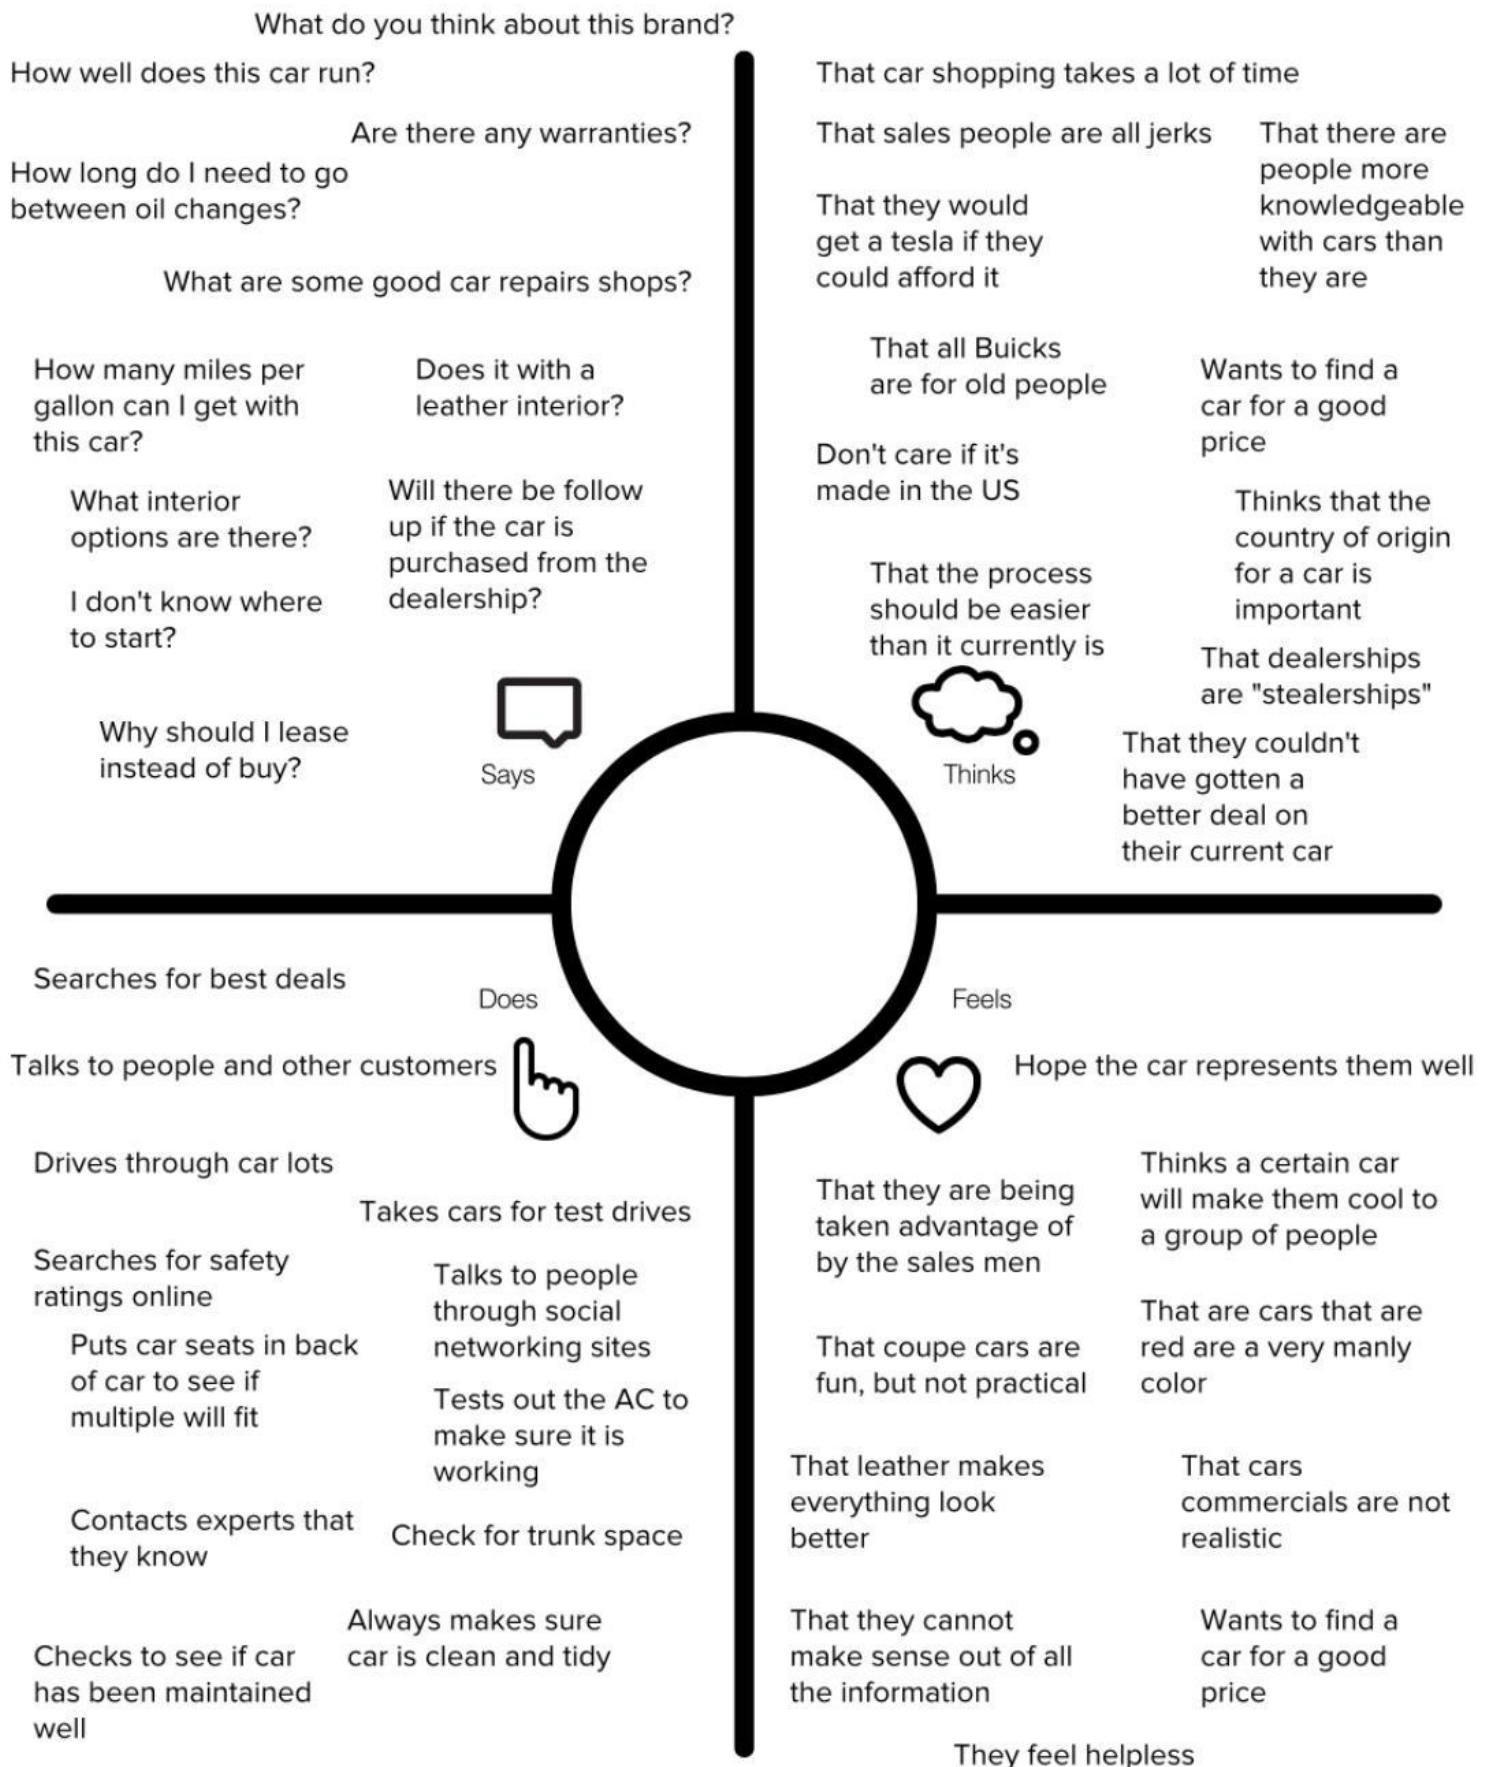 What do you think about this brand?
How well does this car run?
Are there any warranties?
How long do I need to go
between oil changes?
What are some good car repairs shops?
How many miles per
gallon can I get with
this car?
Does it with a
leather interior?
What interior
options are there?
Will there be follow
up if the car is
purchased from the
dealership?
I don't know where
to start?
Why should I lease
instead of buy?
Says
That car shopping takes a lot of time
That sales people are all jerks
That there are
people more
knowledgeable
with cars than
they are
That they would
get a tesla if they
could afford it
That all Buicks
are for old people
Wants to find a
car for a good
price
Don't care if it's
made in the US
Thinks that the
country of origin
for a car is
important
That the process
should be easier
than it currently is
That dealerships
are "stealerships"
Thinks
That they couldn't
have gotten a
better deal on
their current car
Searches for best deals
Does
Talks to people and other customers
Drives through car lots
Takes cars for test drives
Searches for safety
ratings online
Talks to people
through social
networking sites
Puts car seats in back
of car to see if
multiple will fit
Tests out the AC to
make sure it is
working
Contacts experts that
they know
Check for trunk space
Always makes sure
car is clean and tidy
Checks to see if car
has been maintained
well
Feels
Hope the car represents them well
That they are being
taken advantage of
by the sales men
Thinks a certain car
will make them cool to
a group of people
That coupe cars are
fun, but not practical
That are cars that are
red are a very manly
color
That leather makes
everything look
better
That cars
commercials are not
realistic
That they cannot
make sense out of all
the information
Wants to find a
car for a good
price
They feel helpless